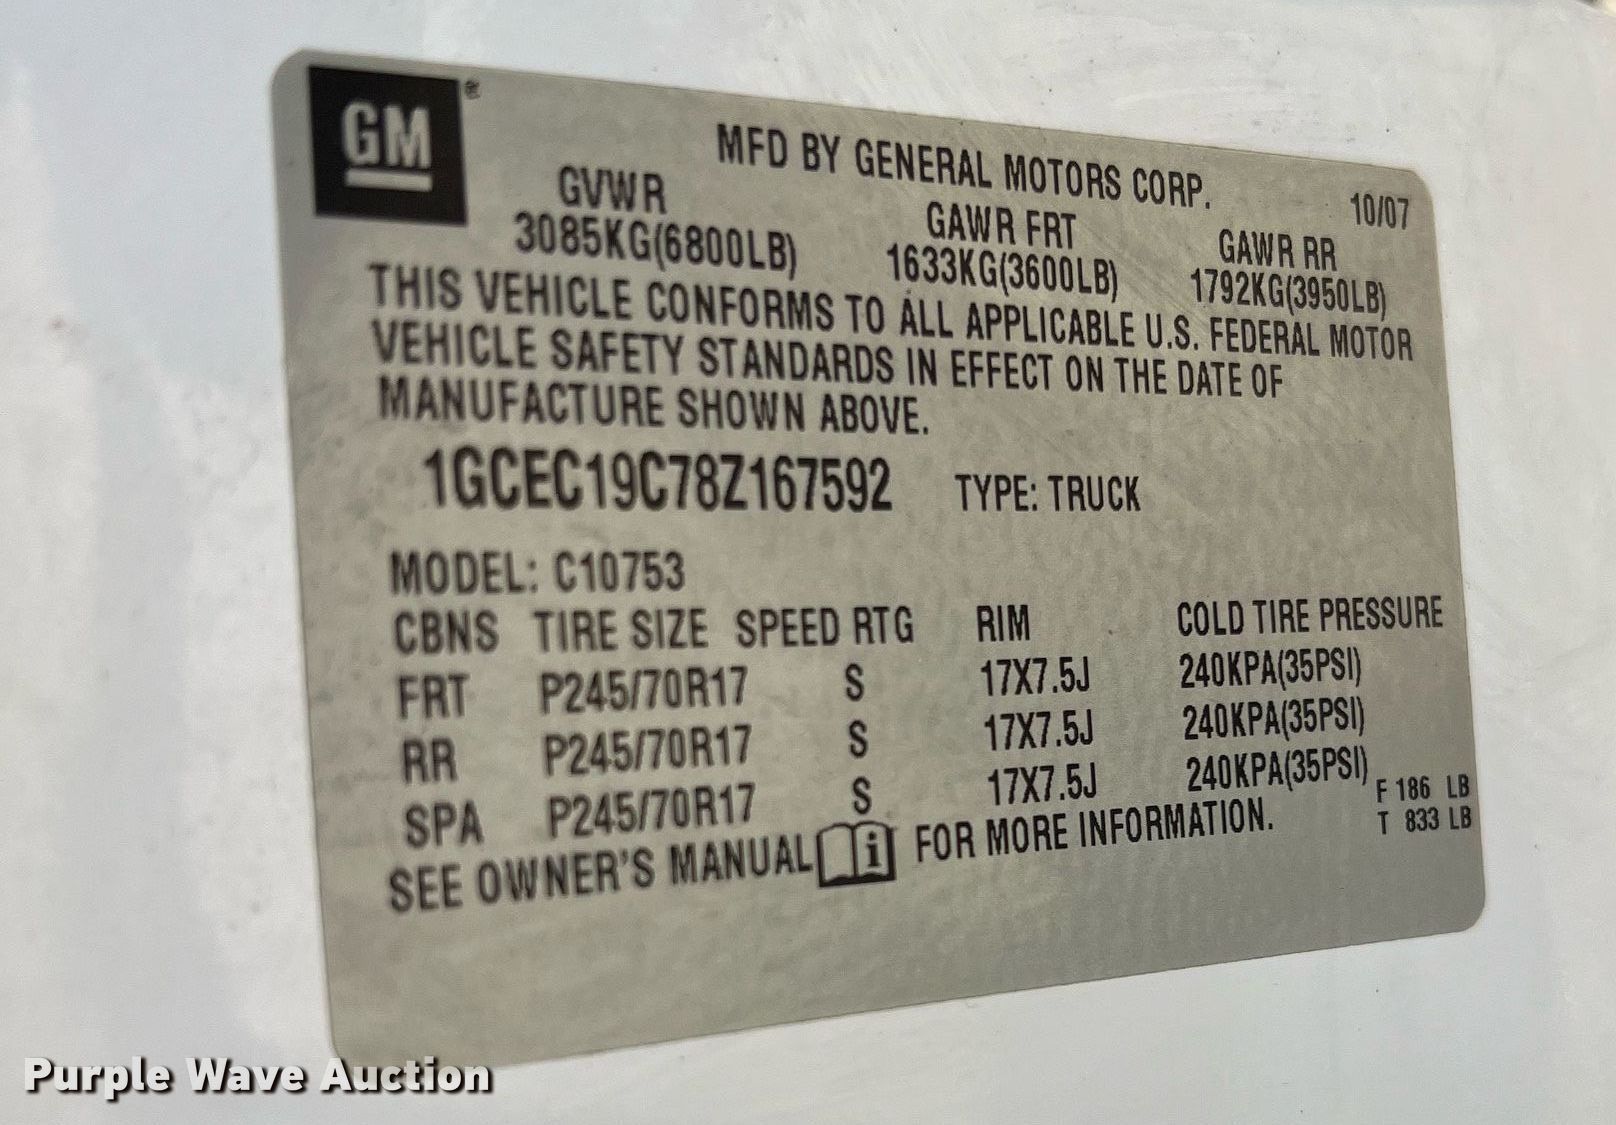 GM
MFD BY GENERAL MOTORS CORP.
10/07
GVWR GAWR FRT GAWR RR
3085KG(6800LB) 1633KG(3600LB) 1792KG(3950LB)
THIS VEHICLE CONFORMS TO ALL APPLICABLE U.S. FEDERAL MOTOR
VEHICLE SAFETY STANDARDS IN EFFECT ON THE DATE OF
MANUFACTURE SHOWN ABOVE.
1GCEC19C78Z167592 TYPE: TRUCK
MODEL: C10753
CBNS TIRE SIZE SPEED RTG RIM COLD TIRE PRESSURE
FRT P245/70R17 S 17X7.5J 240KPA(35PSI)
RR P245/70R17 S 17X7.5J 240KPA(35PSI)
SPA P245/70R17 S 17X7.5J 240KPA(35PSI)
F 186 LB
T 833 LB
SEE OWNER'S MANUAL i FOR MORE INFORMATION.
Purple Wave Auction